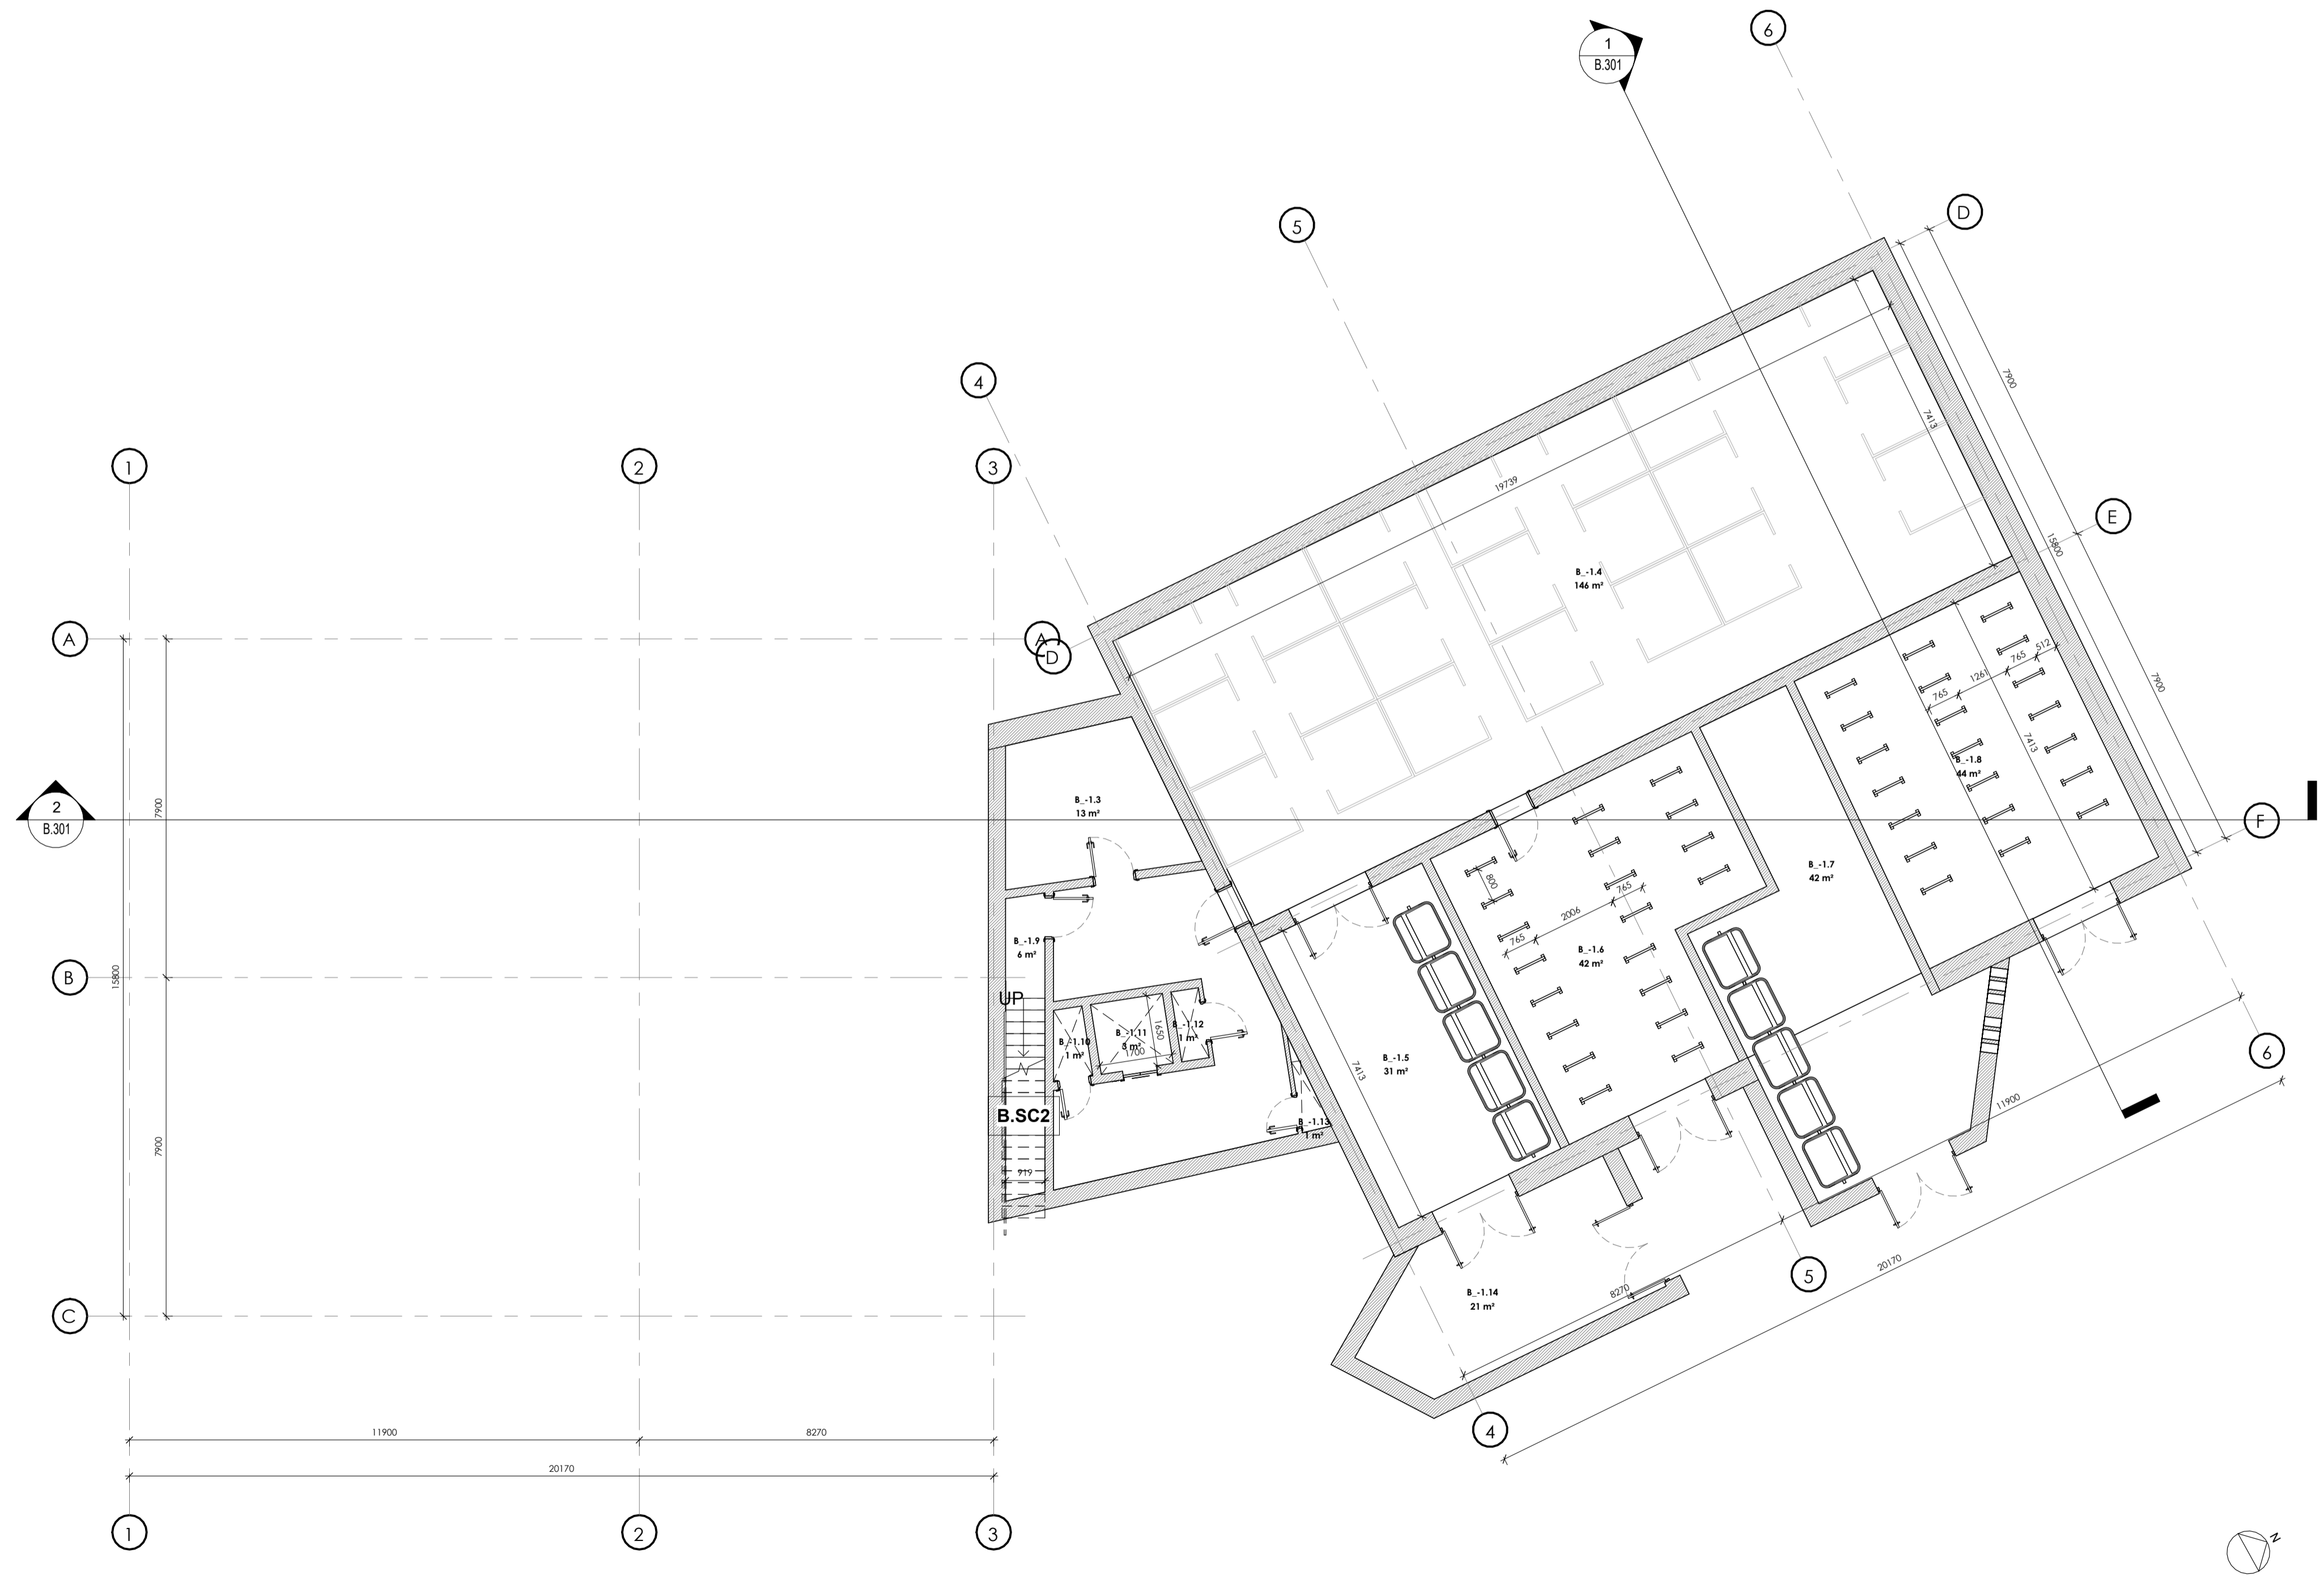 1
B.301
6
5
D
4
7900
7413
1
2
3
19739
E
15800
B_-1.4
146 m²
A
A
D
512
765
1261
765
7900
7413
B_-1.8
44 m²
2
B.301
7900
B_-1.3
13 m²
F
800
765
2006
765
B_-1.7
42 m²
B_-1.9
6 m²
B_-1.6
42 m²
B
15800
UP
B_-1.10
1 m²
B_-1.11
3 m²
1650
1700
B_-1.12
1 m²
B_-1.5
31 m²
7413
6
B.SC2
B_-1.13
1 m²
11900
7900
919
20170
5
8270
B_-1.14
21 m²
C
4
11900
8270
20170
1
2
3
N